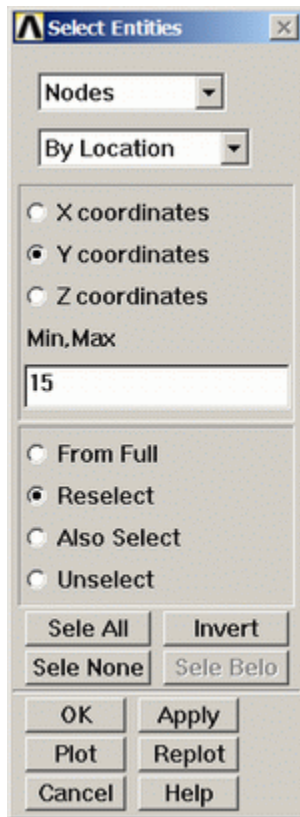 Select Entities
Nodes
By Location
X coordinates
Y coordinates
Z coordinates
Min,Max
15
From Full
Reselect
Also Select
Unselect
Sele All Invert
Sele None Sele Belo
OK Apply
Plot Replot
Cancel Help